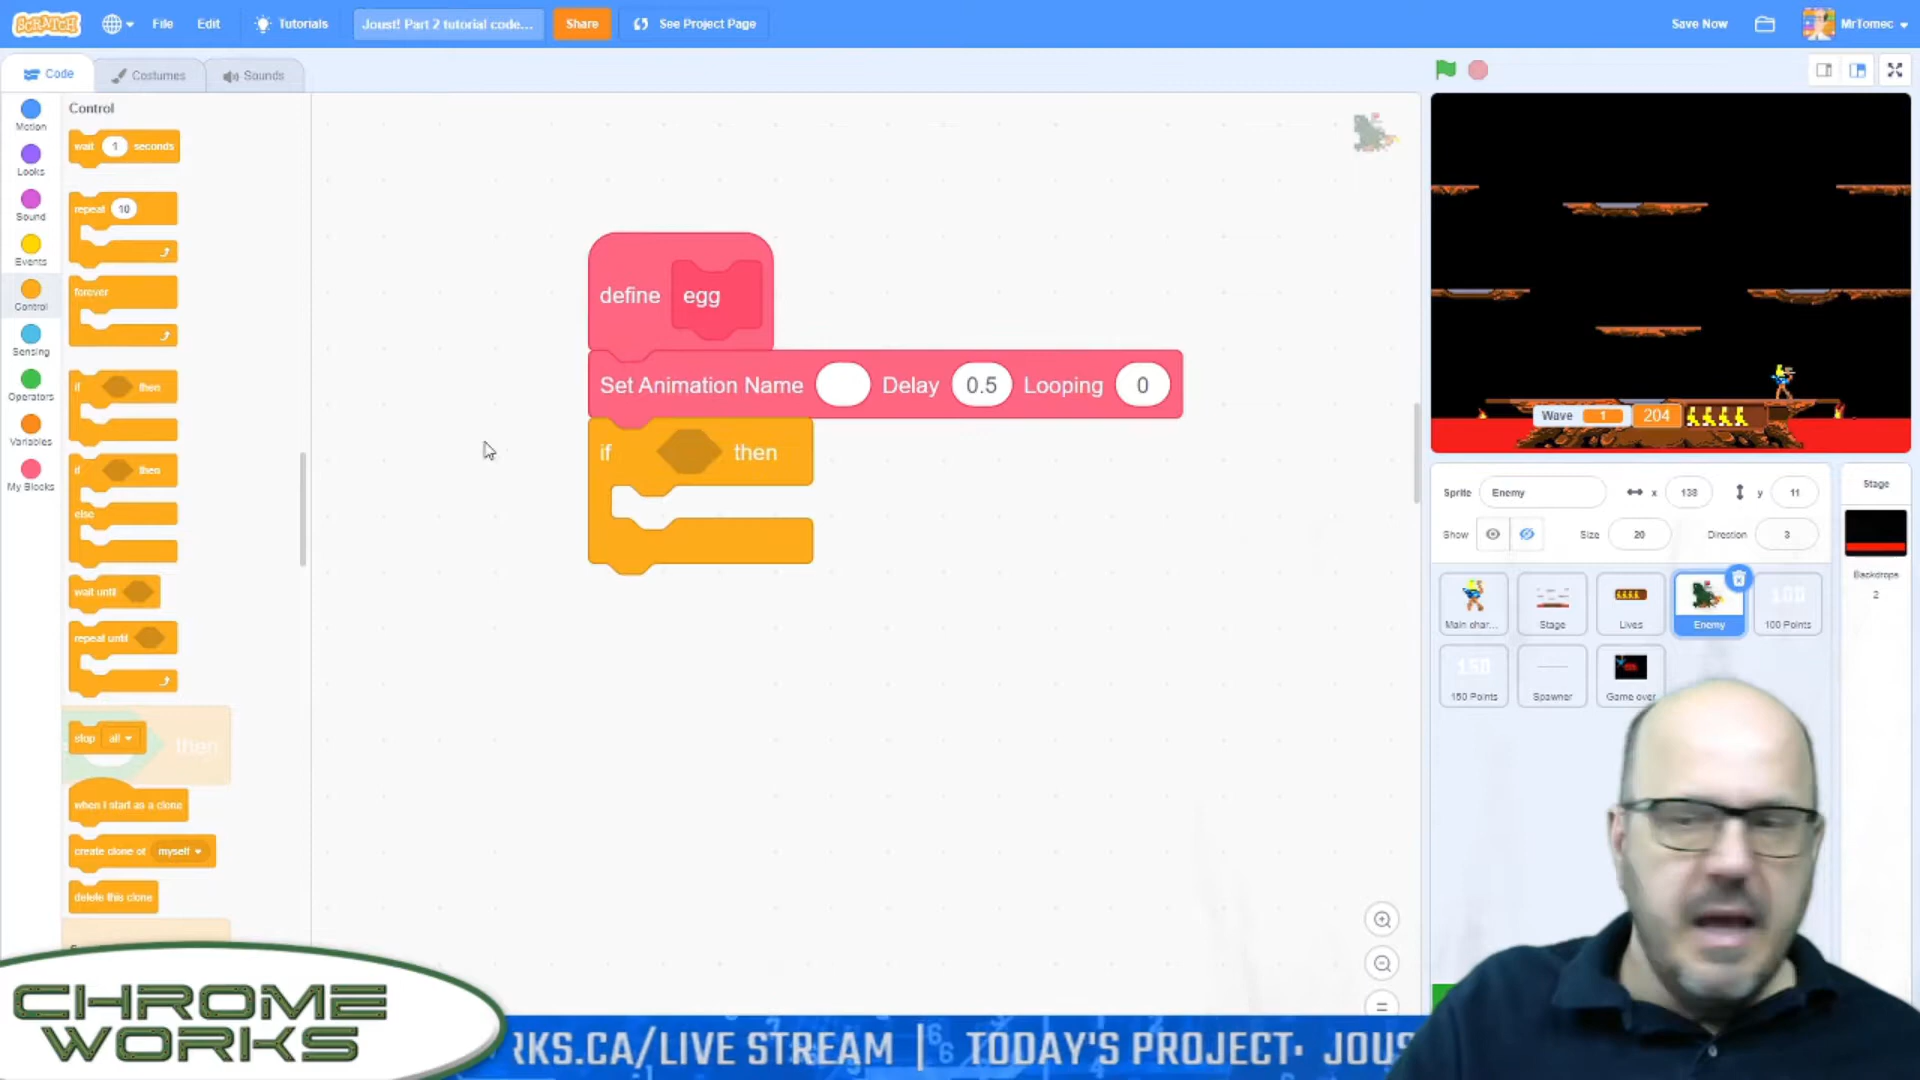 SCRATCH
File
Edit
Tutorials
Joust! Part 2 tutorial code...
Share
See Project Page
Save Now
MrTomec
Code
Costumes
Sounds
Motion
Looks
Sound
Events
Control
Sensing
Operators
Variables
My Blocks
Control
wait 1 seconds
repeat 10
forever
if then
if then
else
wait until
repeat until
stop all
then
when I start as a clone
create clone of myself
delete this clone
define egg
Set Animation Name Delay 0.5 Looping 0
if then
Wave 1 204
Sprite Enemy x 138 y 11
Show Size 20 Direction 3
Main char...
Stage
Lives
Enemy
100 Points
150 Points
Spawner
Game over
Stage
Backdrops
2
100
150
CHROME
WORKS
RKS.CA/LIVE STREAM | TODAY'S PROJECT: JOUS